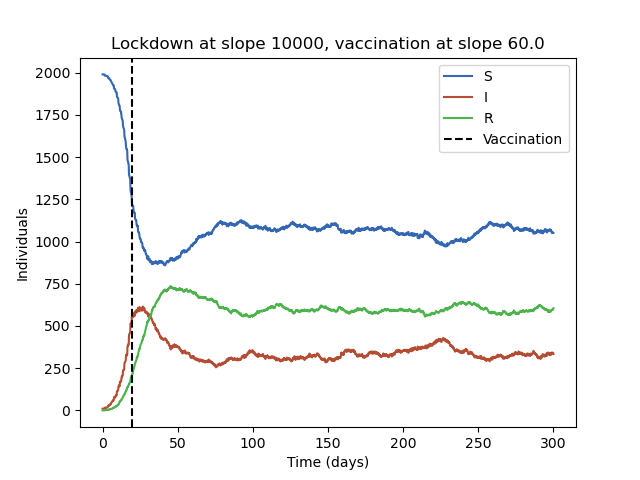 Lockdown at slope 10000, vaccination at slope 60.0
S
I
R
Vaccination
Individuals
2000
1750
1500
1250
1000
750
500
250
0
0 50 100 150 200 250 300
Time (days)